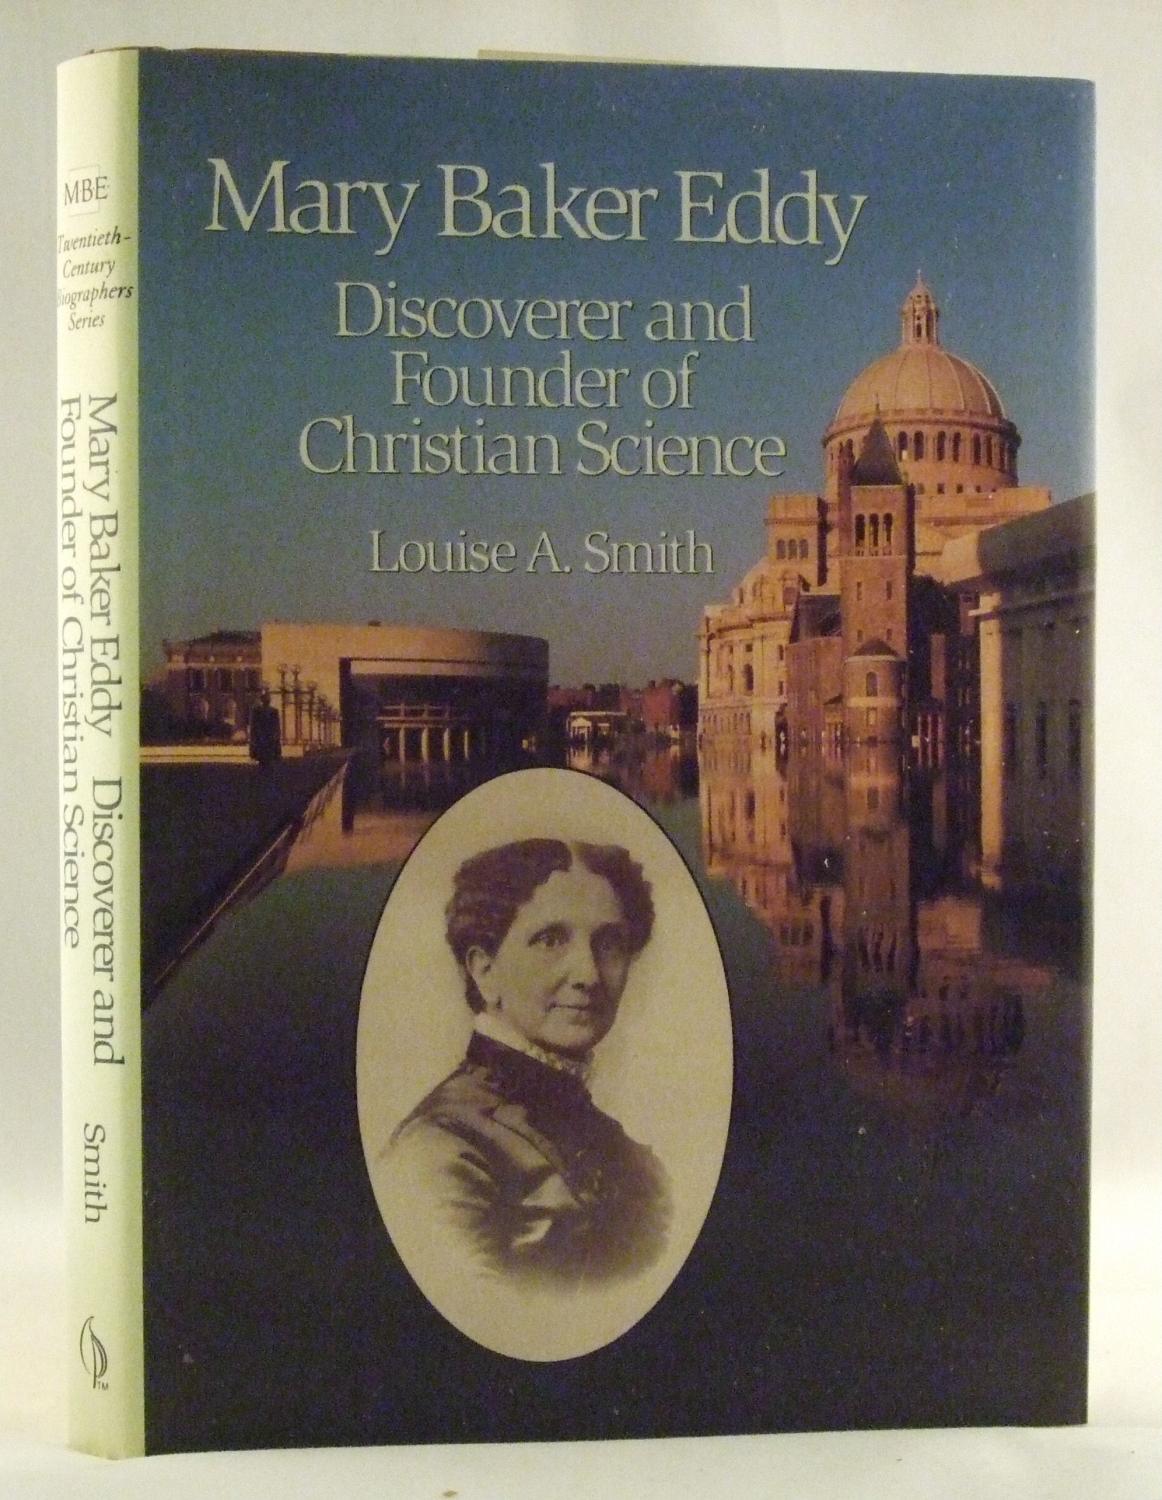 MBE
Twentieth-
Century
Biographers
Series
Mary Baker Eddy Discoverer and
Founder of Christian Science
Smith
TM
Mary Baker Eddy
Discoverer and
Founder of
Christian Science
Louise A. Smith